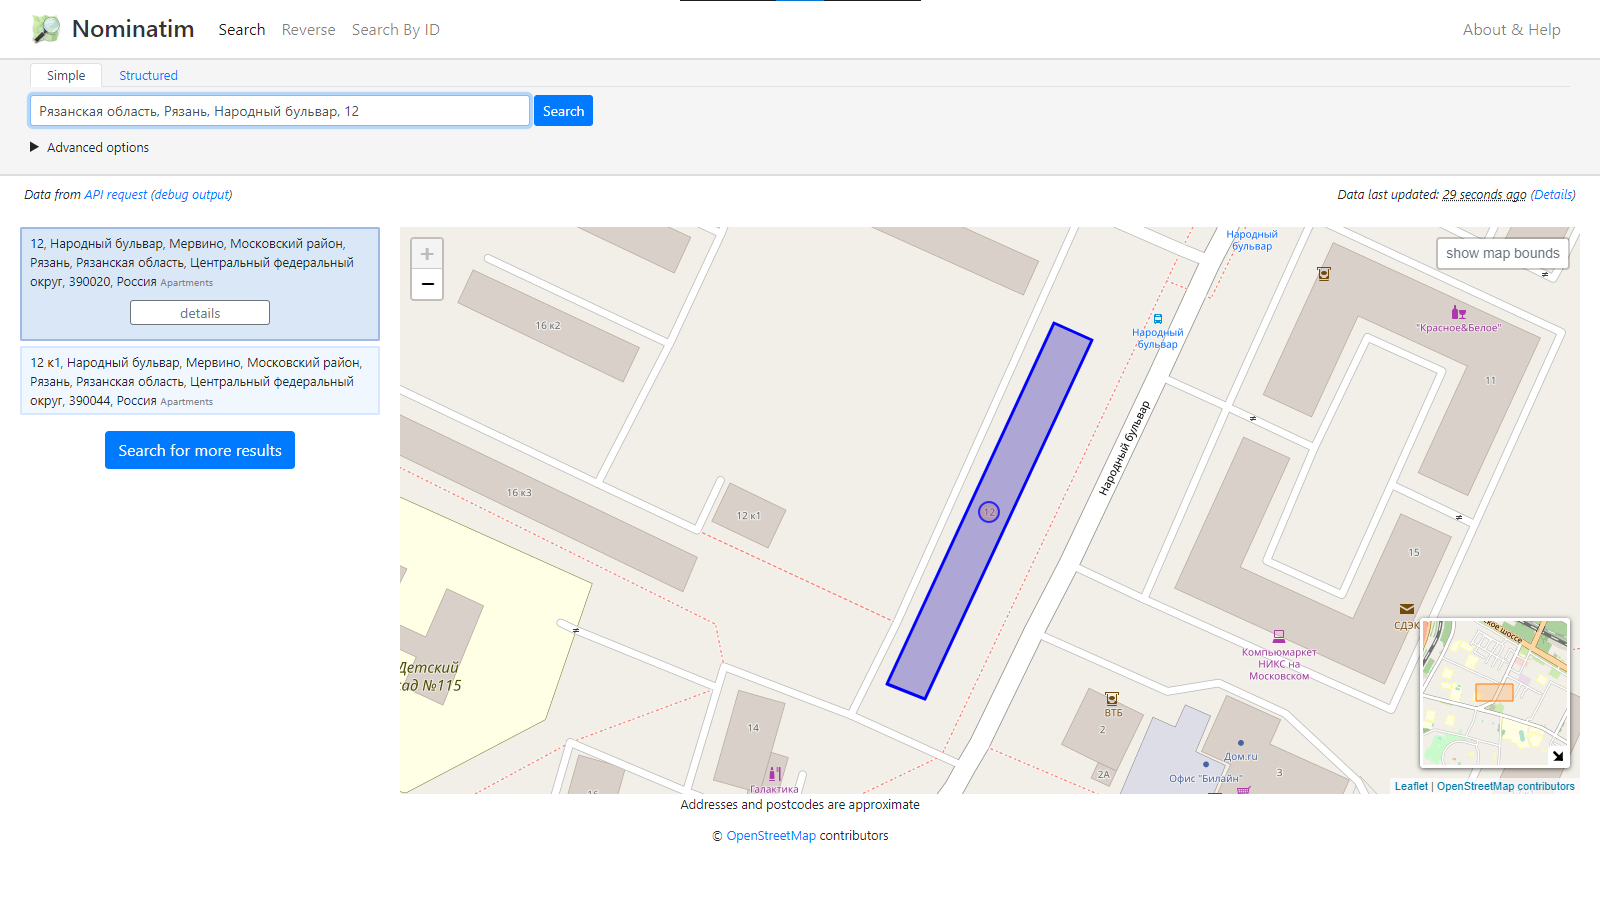 Nominatim
Search
Reverse
Search By ID
About & Help
Simple
Structured
Рязанская область, Рязань, Народный бульвар, 12
Search
Advanced options
Data from API request (debug output)
Data last updated: 29 seconds ago (Details)
12, Народный бульвар, Мервино, Московский район,
Рязань, Рязанская область, Центральный федеральный
округ, 390020, Россия Apartments
details
12 к1, Народный бульвар, Мервино, Московский район,
Рязань, Рязанская область, Центральный федеральный
округ, 390044, Россия Apartments
Search for more results
+
−
show map bounds
Народный
бульвар
16 к2
Народный
бульвар
"Красное&Белое"
11
Народный бульвар
16 к3
12 к1
12
15
СДЭК
Детский
ад №115
Компьюмаркет
НИКС на
Московском
14
Галактика
16
ВТБ
2
2А
Дом.ru
Офис "Билайн"
3
ское шоссе
Leaflet | OpenStreetMap contributors
Addresses and postcodes are approximate
© OpenStreetMap contributors